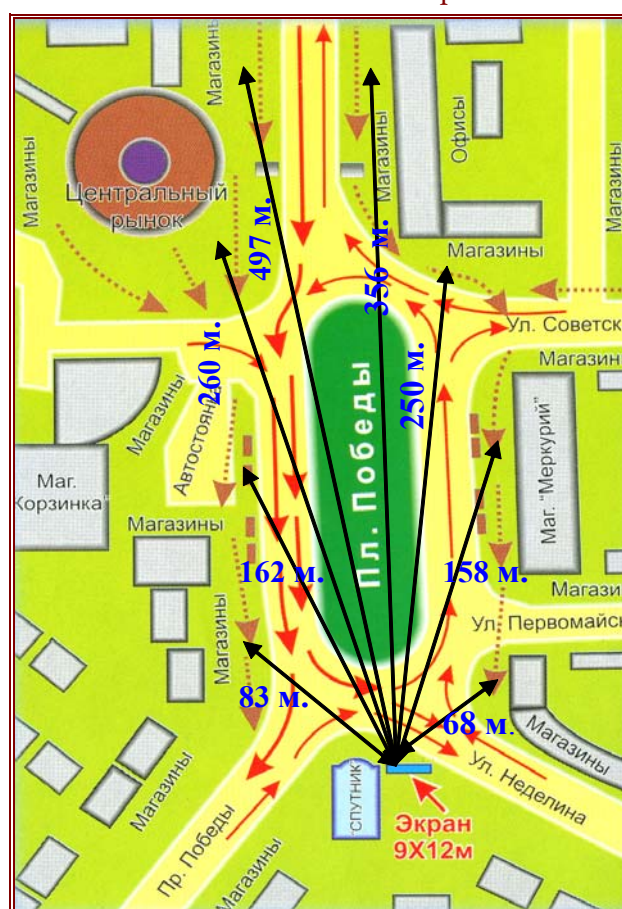 Магазины
Магазины
Магазины
Офисы
Магазины
Центральный
рынок
497 м.
356 м.
Магазины
260 м.
250 м.
Ул. Советск
Магазин
Магазины
Автостоянка
Пл. Победы
Маг.
Корзинка"
Маг. "Меркурий"
Магазины
162 м.
158 м.
Магази
Ул. Первомайск
Магазины
83 м.
68 м.
Магазины
Ул. Неделина
Магазины
"СПУТНИК"
Экран
9Х12м
Пр. Победы
Магазины